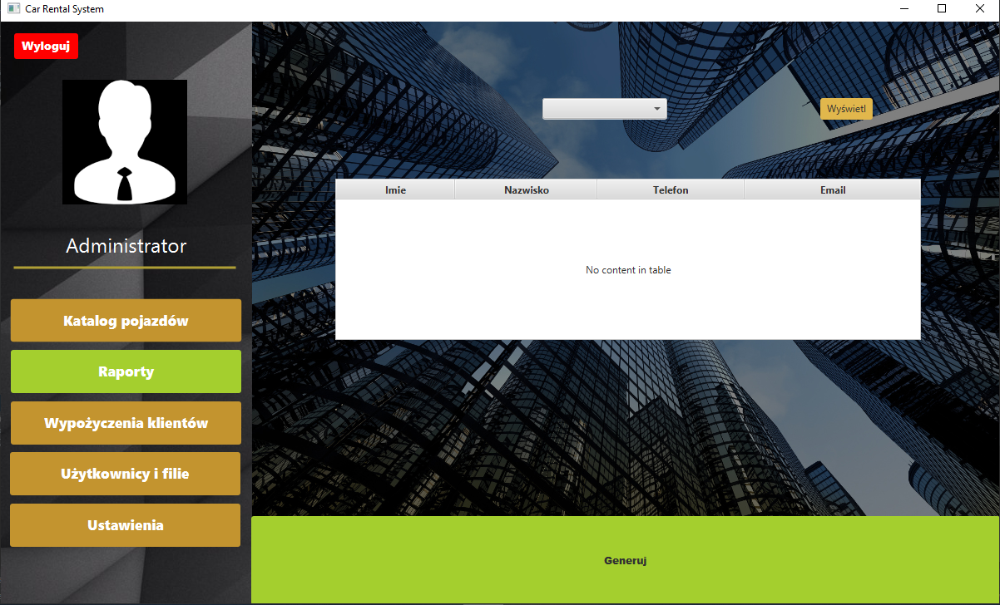 Car Rental System
Wyloguj
Administrator
Katalog pojazdów
Raporty
Wypożyczenia klientów
Użytkownicy i filie
Ustawienia
Wyświetl
Imie Nazwisko Telefon Email
No content in table
Generuj